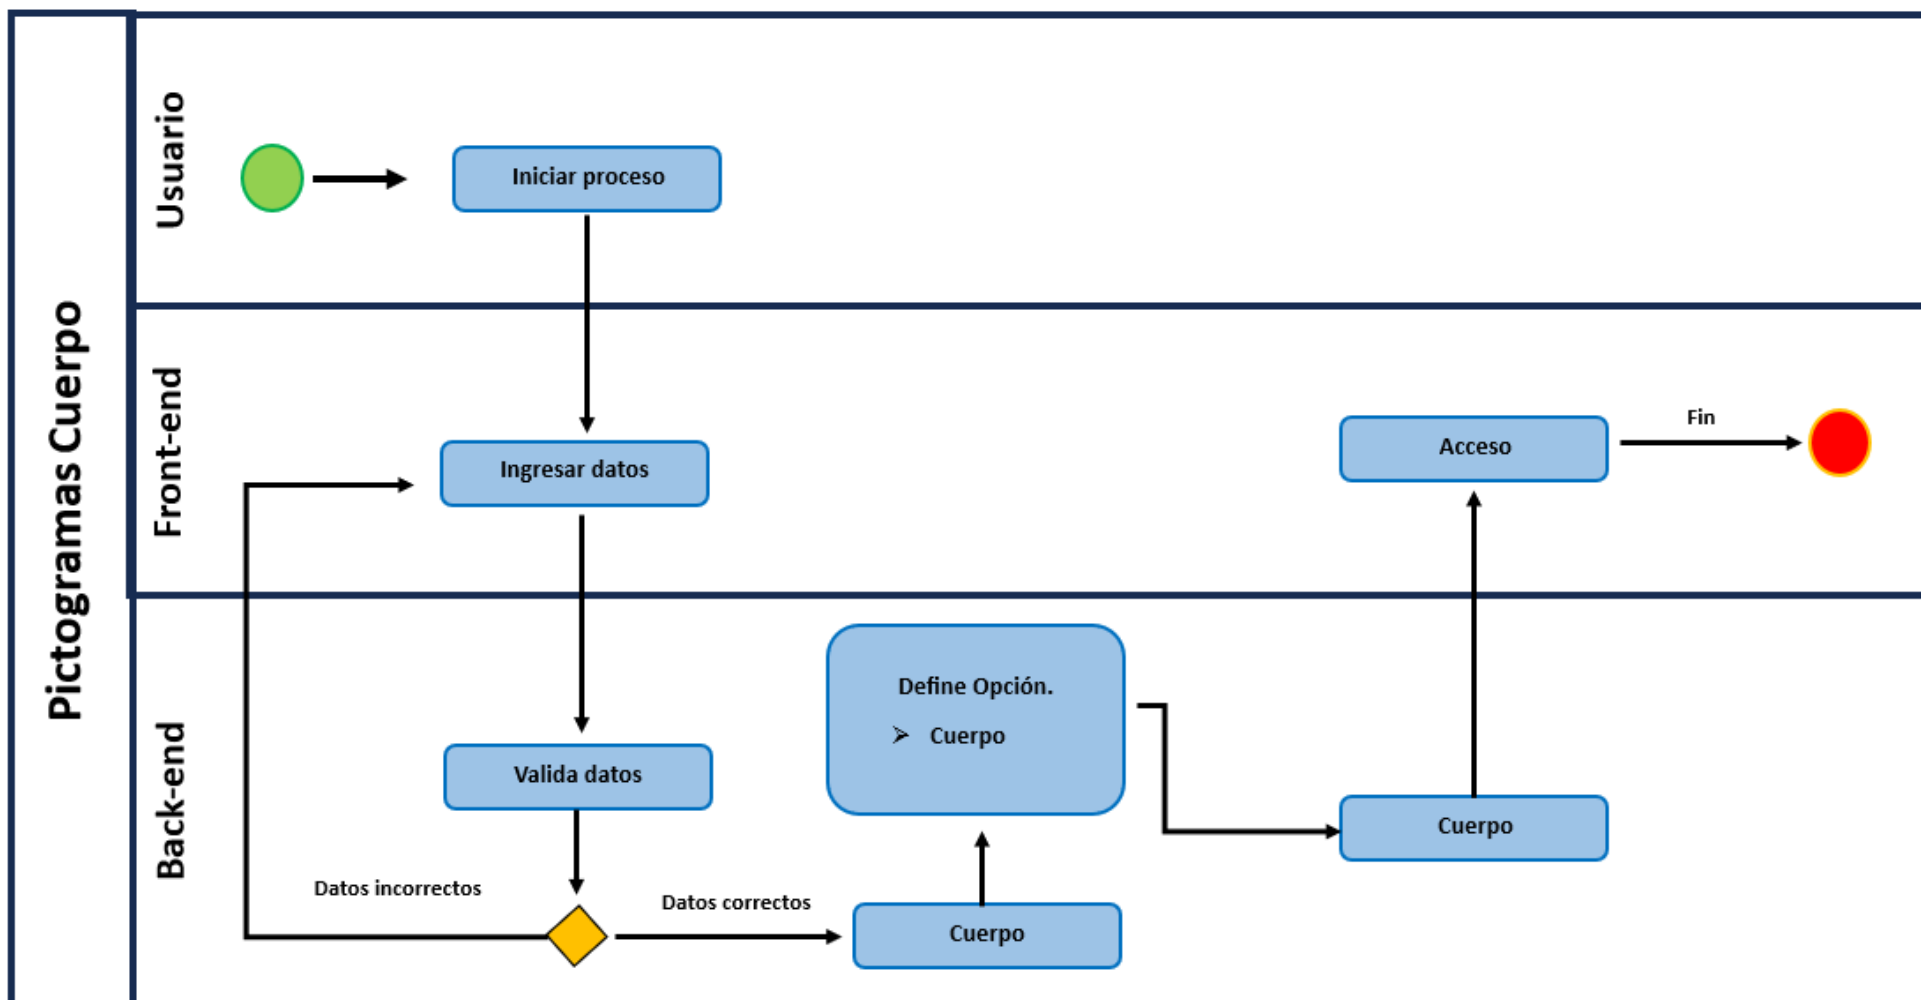 Pictogramas Cuerpo
Usuario
Iniciar proceso
Front-end
Ingresar datos
Acceso
Fin
Back-end
Valida datos
Datos incorrectos
Datos correctos
Cuerpo
Define Opción.
➢ Cuerpo
Cuerpo